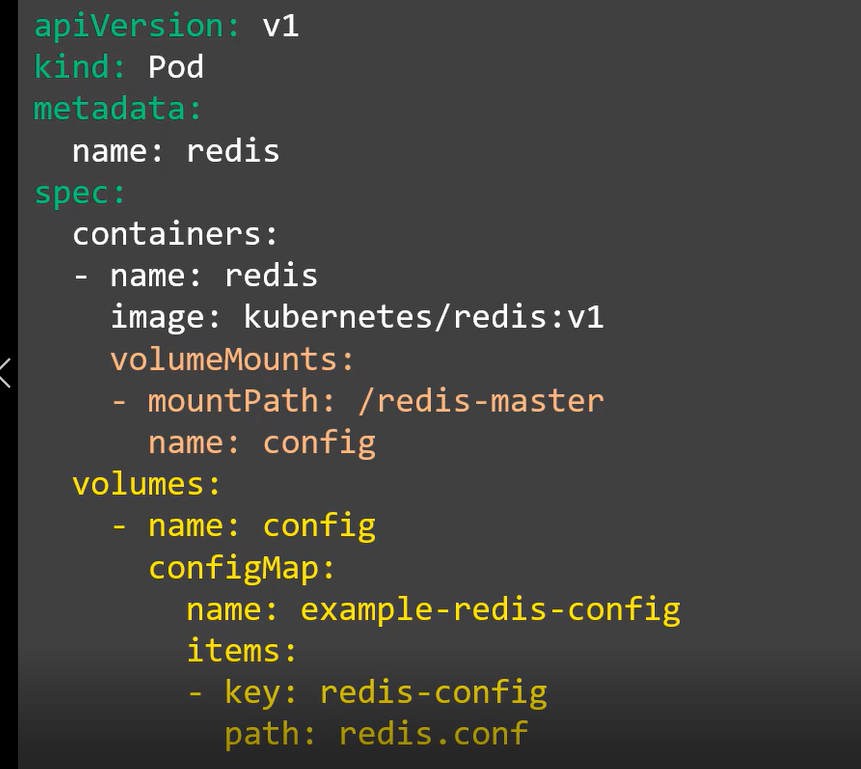 apiVersion: v1
kind: Pod
metadata:
  name: redis
spec:
  containers:
  - name: redis
    image: kubernetes/redis:v1
    volumeMounts:
    - mountPath: /redis-master
      name: config
  volumes:
    - name: config
      configMap:
        name: example-redis-config
        items:
        - key: redis-config
          path: redis.conf